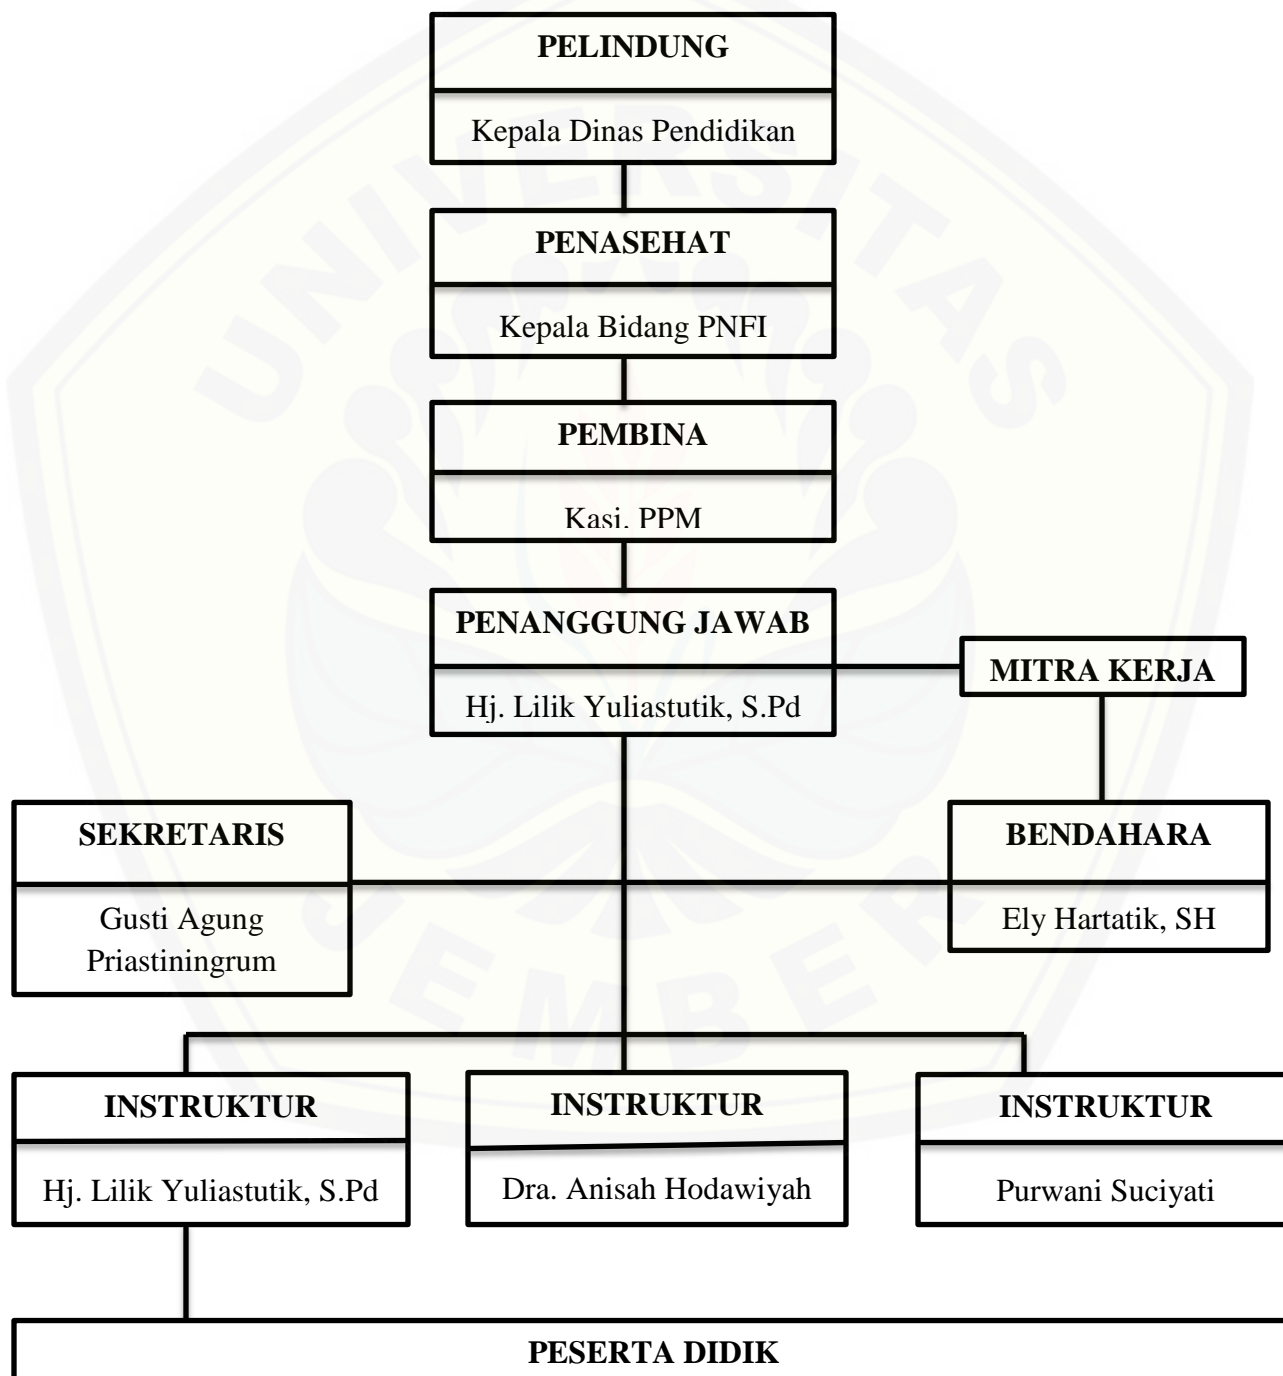 PELINDUNG
Kepala Dinas Pendidikan
PENASEHAT
Kepala Bidang PNFI
PEMBINA
Kasi. PPM
PENANGGUNG JAWAB
Hj. Lilik Yuliastutik, S.Pd
MITRA KERJA
SEKRETARIS
Gusti Agung
Priastiningrum
BENDAHARA
Ely Hartatik, SH
INSTRUKTUR
Hj. Lilik Yuliastutik, S.Pd
INSTRUKTUR
Dra. Anisah Hodawiyah
INSTRUKTUR
Purwani Suciyati
PESERTA DIDIK
UNIVERSITAS
JEMBER